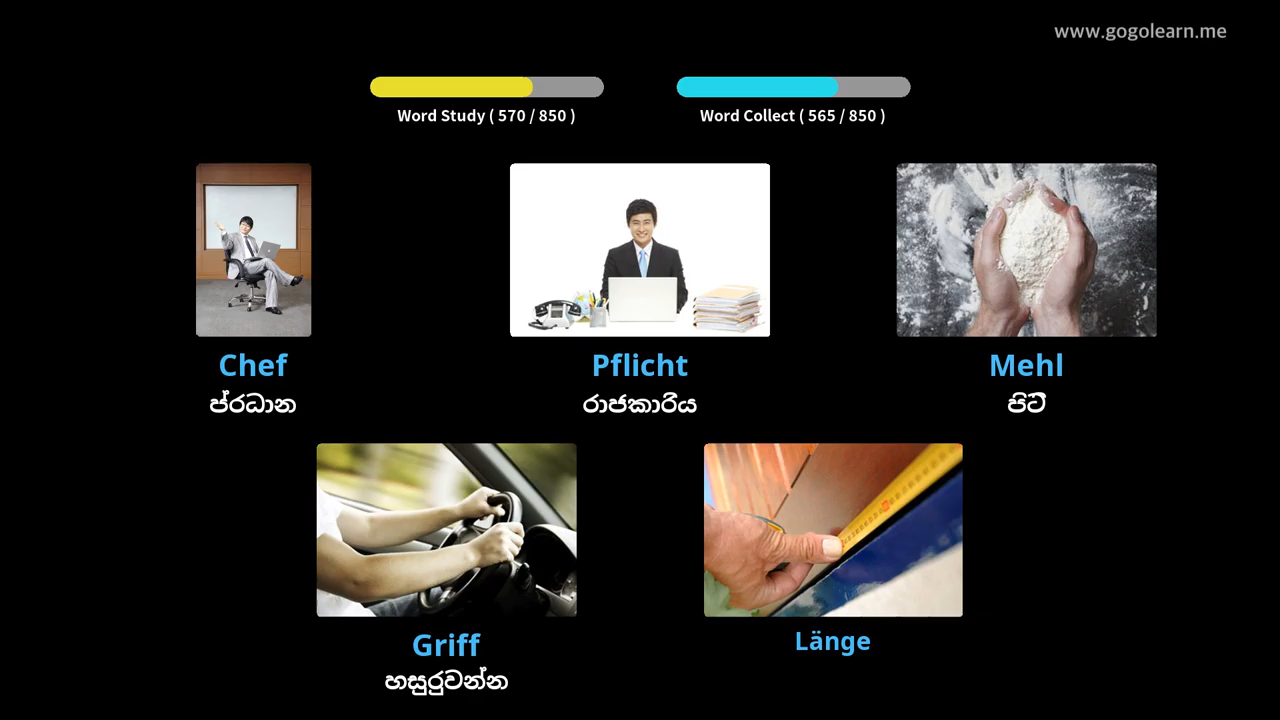 www.gogolearn.me
Word Study ( 570 / 850 )
Word Collect ( 565 / 850 )
Chef
ප්රධාන
Pflicht
රාජකාරිය
Mehl
පිටි
Griff
හසුරුවන්න
Länge